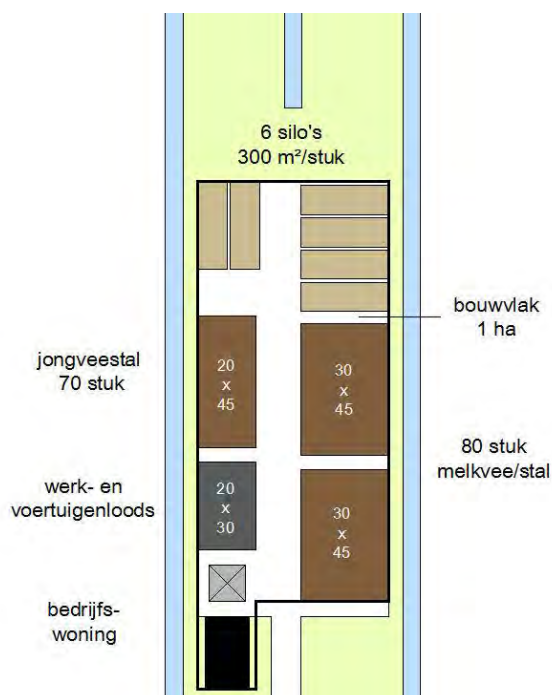 6 silo's
300 m²/stuk
bouwvlak
1 ha
jongveestal
70 stuk
20
x
45
30
x
45
80 stuk
melkvee/stal
werk- en
voertuigenloods
20
x
30
30
x
45
bedrijfs-
woning